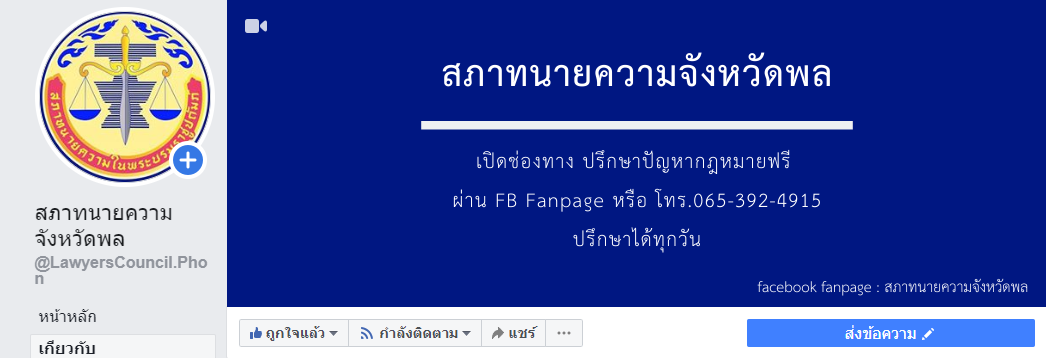 สภาทนายความในพระบรมราชูปถัมภ์
สภาทนายความ
จังหวัดพล
@LawyersCouncil.Pho
n
หน้าหลัก
เกี่ยวกับ
สภาทนายความจังหวัดพล
เปิดช่องทาง ปรึกษาปัญหากฎหมายฟรี
ผ่าน FB Fanpage หรือ โทร.065-392-4915
ปรึกษาได้ทุกวัน
facebook fanpage : สภาทนายความจังหวัดพล
ถูกใจแล้ว กำลังติดตาม แชร์ ส่งข้อความ